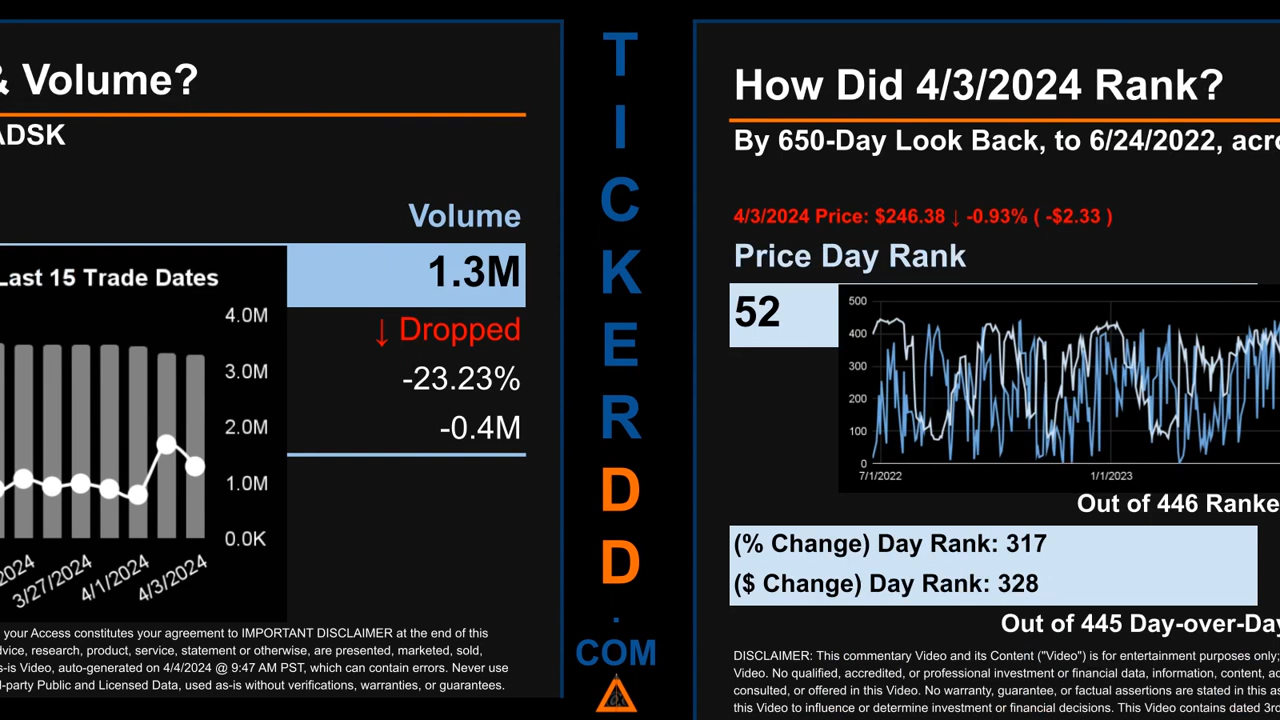 & Volume?
ADSK
Volume
Last 15 Trade Dates
1.3M
4.0M
↓ Dropped
3.0M
-23.23%
2.0M
-0.4M
1.0M
0.0K
3/27/2024
4/1/2024
4/3/2024
your Access constitutes your agreement to IMPORTANT DISCLAIMER at the end of this
dvice, research, product, service, statement or otherwise, are presented, marketed, sold,
s-is Video, auto-generated on 4/4/2024 @ 9:47 AM PST, which can contain errors. Never use
d-party Public and Licensed Data, used as-is without verifications, warranties, or guarantees.
T
I
C
K
E
R
D
D
.
COM
How Did 4/3/2024 Rank?
By 650-Day Look Back, to 6/24/2022, acro
4/3/2024 Price: $246.38 ↓ -0.93% ( -$2.33 )
Price Day Rank
52
500
400
300
200
100
0
7/1/2022
1/1/2023
Out of 446 Ranke
(% Change) Day Rank: 317
($ Change) Day Rank: 328
Out of 445 Day-over-Day
DISCLAIMER: This commentary Video and its Content ("Video") is for entertainment purposes only;
Video. No qualified, accredited, or professional investment or financial data, information, content, ac
consulted, or offered in this Video. No warranty, guarantee, or factual assertions are stated in this as
this Video to influence or determine investment or financial decisions. This Video contains dated 3rd